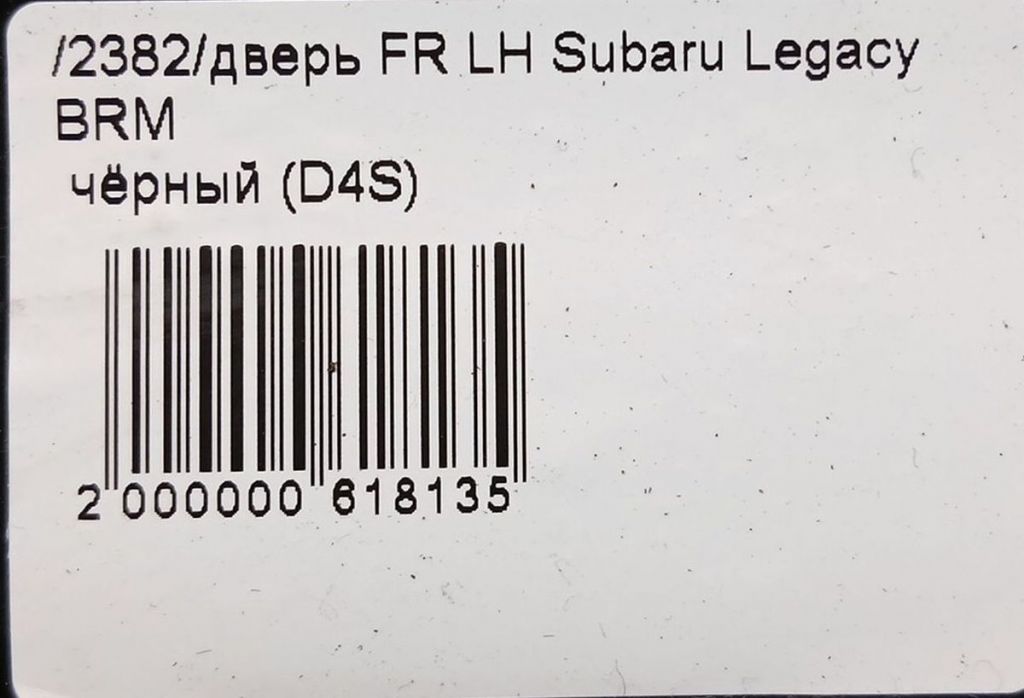 /2382/дверь FR LH Subaru Legacy
BRM
чёрный (D4S)
2 000000 618135